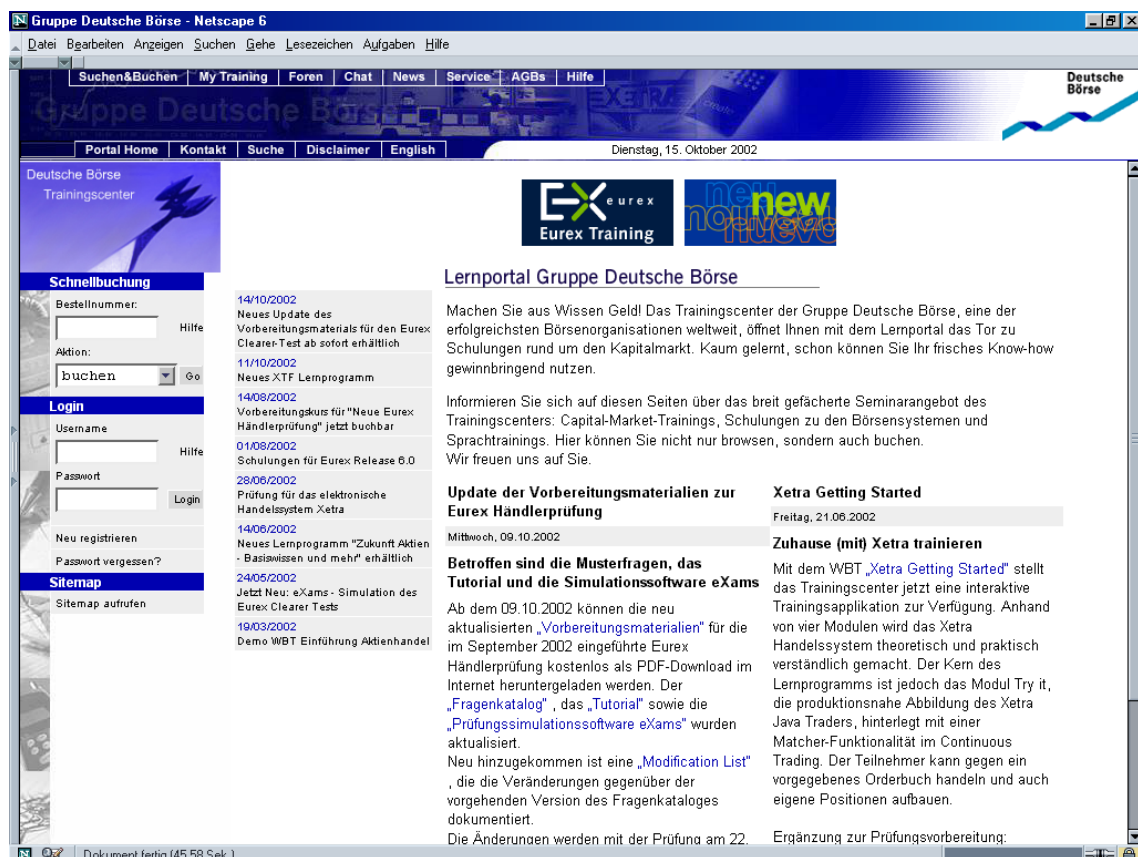 Gruppe Deutsche Börse - Netscape 6
Datei Bearbeiten Anzeigen Suchen Gehe Lesezeichen Aufgaben Hilfe
Suchen&Buchen My Training Foren Chat News Service AGBs Hilfe
Gruppe Deutsche Börse
XETRA
create
Deutsche
Börse
Portal Home Kontakt Suche Disclaimer English
Dienstag, 15. Oktober 2002
Deutsche Börse
Trainingscenter
EX eurex
Eurex Training
neu
new
nuevo
Schnellbuchung
Bestellnummer:
Hilfe
Aktion:
buchen
Go
Login
Username
Hilfe
Passwort
Login
Neu registrieren
Passwort vergessen?
Sitemap
Sitemap aufrufen
14/10/2002
Neues Update des
Vorbereitungsmaterials für den Eurex
Clearer-Test ab sofort erhältlich
11/10/2002
Neues XTF Lernprogramm
14/08/2002
Vorbereitungskurs für "Neue Eurex
Händlerprüfung" jetzt buchbar
01/08/2002
Schulungen für Eurex Release 6.0
28/06/2002
Prüfung für das elektronische
Handelssystem Xetra
14/06/2002
Neues Lernprogramm "Zukunft Aktien
- Basiswissen und mehr" erhältlich
24/05/2002
Jetzt Neu: eXams - Simulation des
Eurex Clearer Tests
19/03/2002
Demo WBT Einführung Aktienhandel
Lernportal Gruppe Deutsche Börse
Machen Sie aus Wissen Geld! Das Trainingscenter der Gruppe Deutsche Börse, eine der
erfolgreichsten Börsenorganisationen weltweit, öffnet Ihnen mit dem Lernportal das Tor zu
Schulungen rund um den Kapitalmarkt. Kaum gelernt, schon können Sie Ihr frisches Know-how
gewinnbringend nutzen.
Informieren Sie sich auf diesen Seiten über das breit gefächerte Seminarangebot des
Trainingscenters: Capital-Market-Trainings, Schulungen zu den Börsensystemen und
Sprachtrainings. Hier können Sie nicht nur browsen, sondern auch buchen.
Wir freuen uns auf Sie.
Update der Vorbereitungsmaterialien zur
Eurex Händlerprüfung
Mittwoch, 09.10.2002
Betroffen sind die Musterfragen, das
Tutorial und die Simulationssoftware eXams
Ab dem 09.10.2002 können die neu
aktualisierten „Vorbereitungsmaterialien" für die
im September 2002 eingeführte Eurex
Händlerprüfung kostenlos als PDF-Download im
Internet heruntergeladen werden. Der
„Fragenkatalog" , das „Tutorial" sowie die
„Prüfungssimulationssoftware eXams" wurden
aktualisiert.
Neu hinzugekommen ist eine „Modification List"
, die die Veränderungen gegenüber der
vorgehenden Version des Fragenkataloges
dokumentiert.
Die Änderungen werden mit der Prüfung am 22.
Xetra Getting Started
Freitag, 21.06.2002
Zuhause (mit) Xetra trainieren
Mit dem WBT „Xetra Getting Started" stellt
das Trainingscenter jetzt eine interaktive
Trainingsapplikation zur Verfügung. Anhand
von vier Modulen wird das Xetra
Handelssystem theoretisch und praktisch
verständlich gemacht. Der Kern des
Lernprogramms ist jedoch das Modul Try it,
die produktionsnahe Abbildung des Xetra
Java Traders, hinterlegt mit einer
Matcher-Funktionalität im Continuous
Trading. Der Teilnehmer kann gegen ein
vorgegebenes Orderbuch handeln und auch
eigene Positionen aufbauen.
Ergänzung zur Prüfungsvorbereitung:
Dokument fertig (45.58 Sek.)